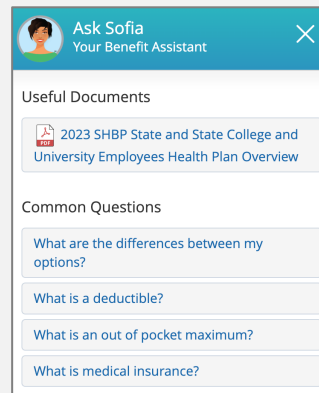 Ask Sofia
Your Benefit Assistant
Useful Documents
PDF
2023 SHBP State and State College and
University Employees Health Plan Overview
Common Questions
What are the differences between my
options?
What is a deductible?
What is an out of pocket maximum?
What is medical insurance?